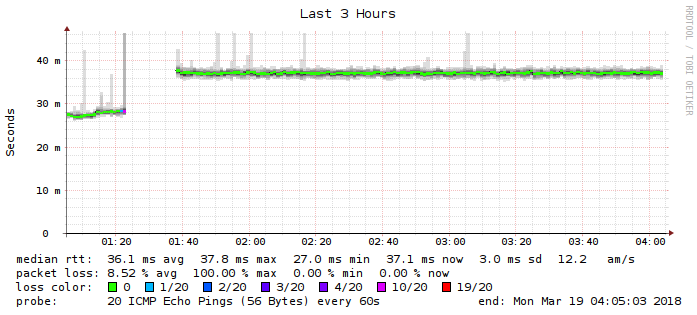 Last 3 Hours
RRDTOOL / TOBI OETIKER
Seconds
40 m
30 m
20 m
10 m
0
01:20 01:40 02:00 02:20 02:40 03:00 03:20 03:40 04:00
median rtt: 36.1 ms avg 37.8 ms max 27.0 ms min 37.1 ms now 3.0 ms sd 12.2 am/s
packet loss: 8.52 % avg 100.00 % max 0.00 % min 0.00 % now
loss color: 0 1/20 2/20 3/20 4/20 10/20 19/20
probe: 20 ICMP Echo Pings (56 Bytes) every 60s end: Mon Mar 19 04:05:03 2018